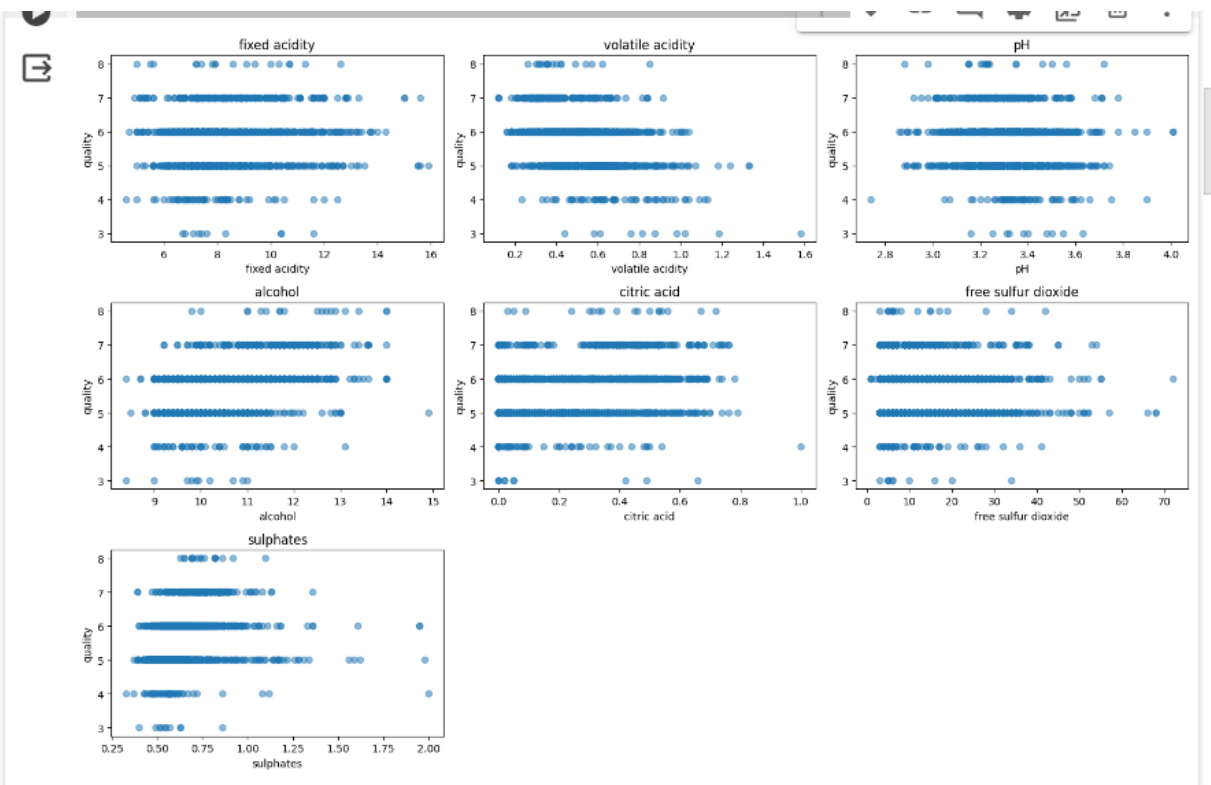 fixed acidity
quality
8
7
6
5
4
3
6 8 10 12 14 16
fixed acidity
volatile acidity
quality
8
7
6
5
4
3
0.2 0.4 0.6 0.8 1.0 1.2 1.4 1.6
volatile acidity
pH
quality
8
7
6
5
4
3
2.8 3.0 3.2 3.4 3.6 3.8 4.0
pH
alcohol
quality
8
7
6
5
4
3
9 10 11 12 13 14 15
alcohol
citric acid
quality
8
7
6
5
4
3
0.0 0.2 0.4 0.6 0.8 1.0
citric acid
free sulfur dioxide
quality
8
7
6
5
4
3
0 10 20 30 40 50 60 70
free sulfur dioxide
sulphates
quality
8
7
6
5
4
3
0.25 0.50 0.75 1.00 1.25 1.50 1.75 2.00
sulphates